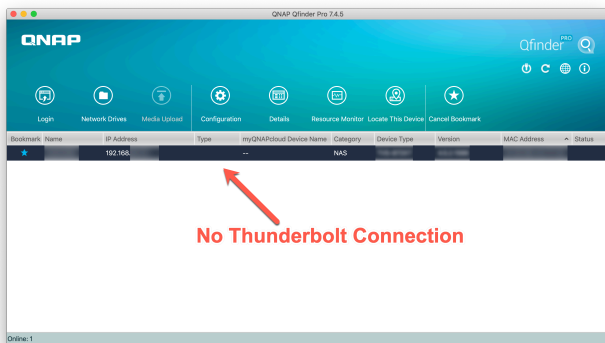 QNAP Qfinder Pro 7.4.5
QNAP
Qfinder PRO
Login Network Drives Media Upload Configuration Details Resource Monitor Locate This Device Cancel Bookmark
Bookmark Name IP Address Type myQNAPcloud Device Name Category Device Type Version MAC Address Status
192.168. -- NAS
No Thunderbolt Connection
Online: 1